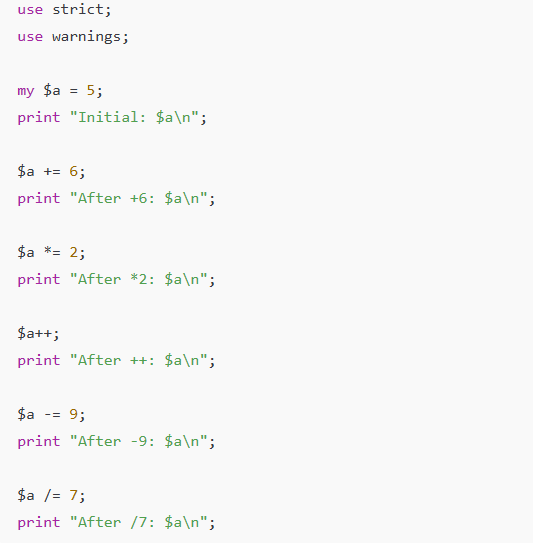 use strict;
use warnings;
my $a = 5;
print "Initial: $a\n";
$a += 6;
print "After +6: $a\n";
$a *= 2;
print "After *2: $a\n";
$a++;
print "After ++: $a\n";
$a -= 9;
print "After -9: $a\n";
$a /= 7;
print "After /7: $a\n";